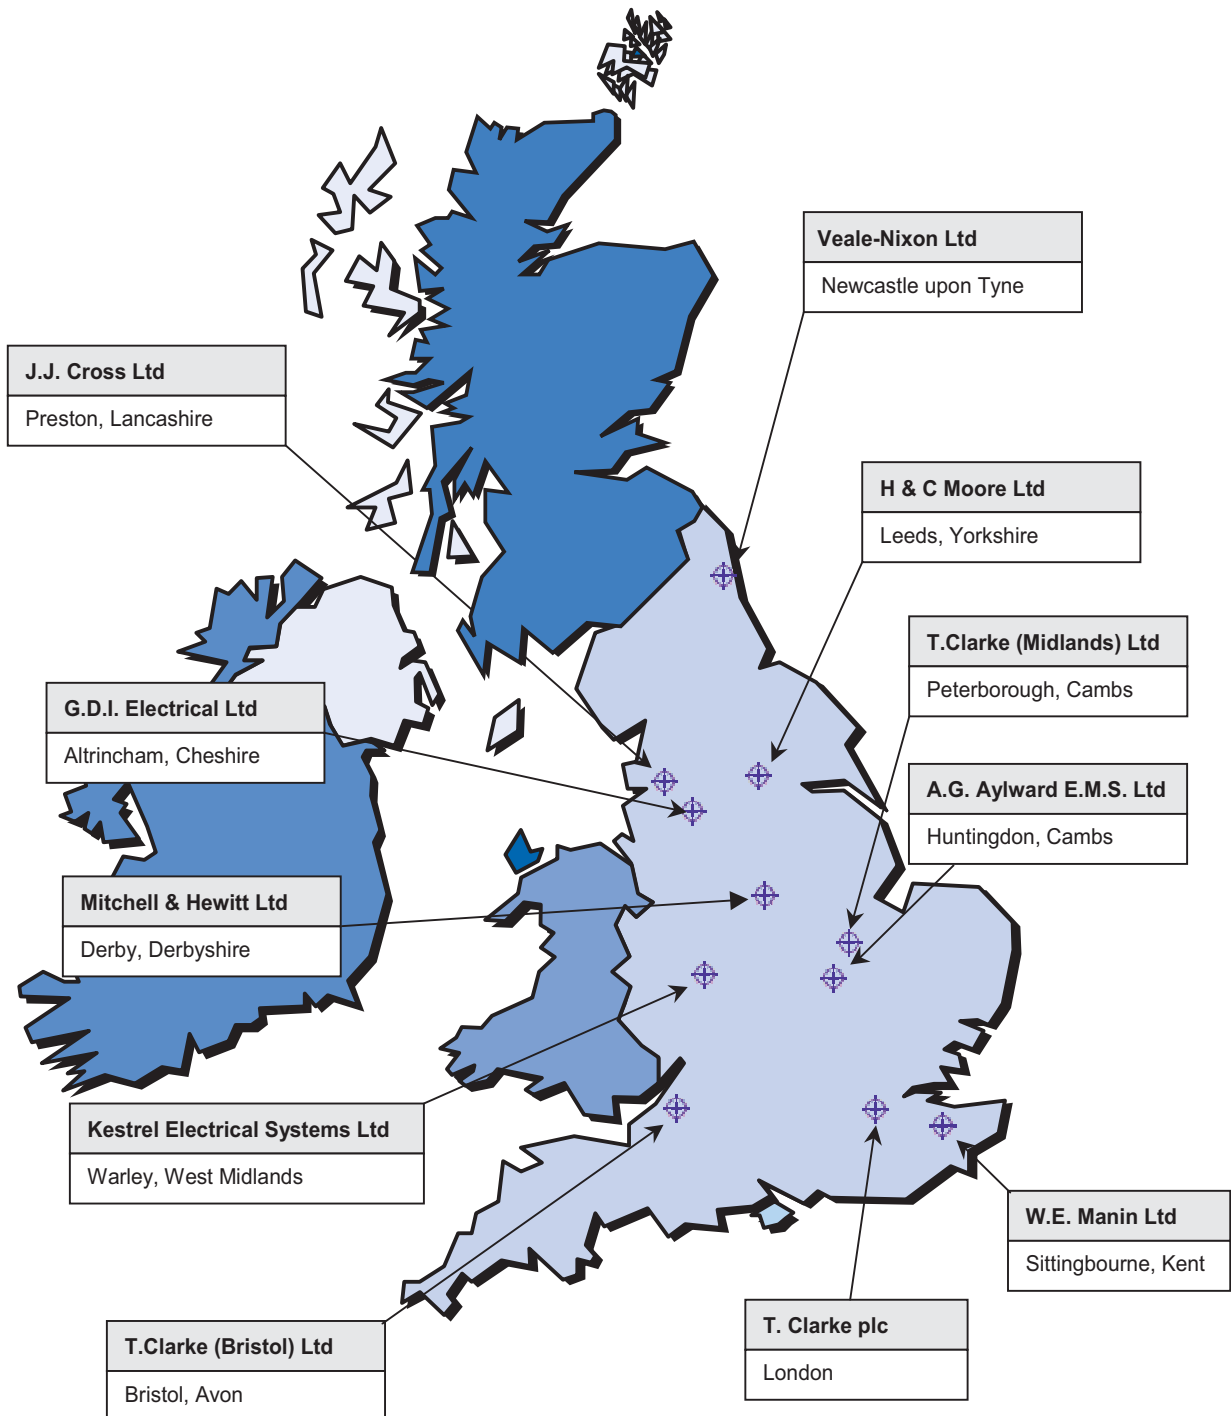 Veale-Nixon Ltd
Newcastle upon Tyne
J.J. Cross Ltd
Preston, Lancashire
H & C Moore Ltd
Leeds, Yorkshire
T.Clarke (Midlands) Ltd
Peterborough, Cambs
G.D.I. Electrical Ltd
Altrincham, Cheshire
A.G. Aylward E.M.S. Ltd
Huntingdon, Cambs
Mitchell & Hewitt Ltd
Derby, Derbyshire
Kestrel Electrical Systems Ltd
Warley, West Midlands
W.E. Manin Ltd
Sittingbourne, Kent
T. Clarke plc
London
T.Clarke (Bristol) Ltd
Bristol, Avon